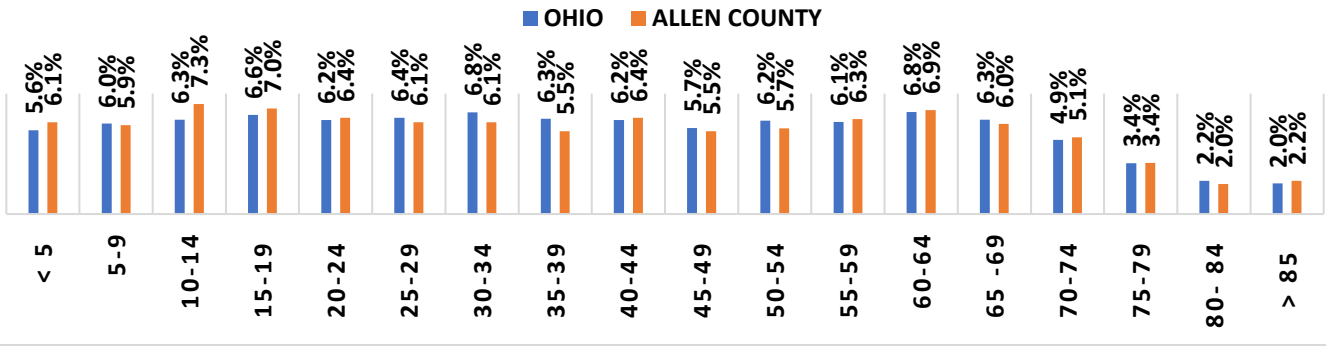 OHIO ALLEN COUNTY
5.6% 6.1% 6.0% 5.9% 6.3% 7.3% 6.6% 7.0% 6.2% 6.4% 6.4% 6.1% 6.8% 6.1% 6.3% 5.5% 6.2% 6.4% 5.7% 5.5% 6.2% 5.7% 6.1% 6.3% 6.8% 6.9% 6.3% 6.0% 4.9% 5.1% 3.4% 3.4% 2.2% 2.0% 2.0% 2.2%
< 5 5-9 10-14 15-19 20-24 25-29 30-34 35-39 40-44 45-49 50-54 55-59 60-64 65 -69 70-74 75-79 80- 84 > 85